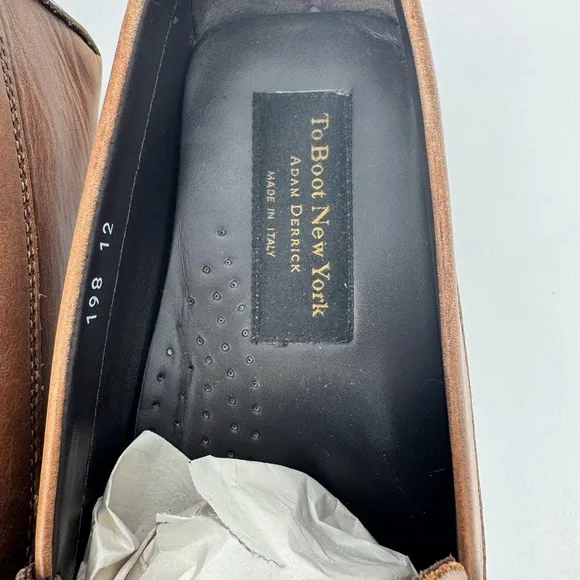 To Boot New York
ADAM DERRICK
MADE IN ITALY
198 12